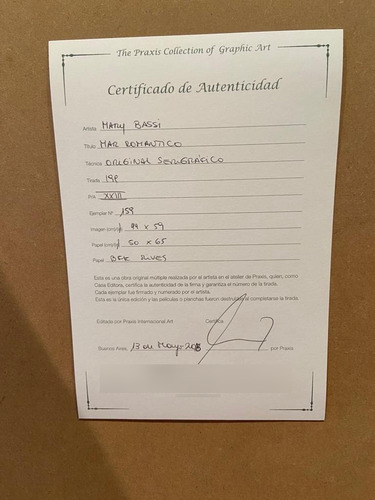 The Praxis Collection of Graphic Art
Certificado de Autenticidad
Artista MARY BASSI
Título MAR ROMANTICO
Técnica ORIGINAL SERIGRÁFICO
Tirada 199
P/A XXIII
Ejemplar Nº 159
Imagen (cm) 44 x 59
Papel (cm) 50 x 65
Papel BFK RIVES
Esta es una obra original múltiple realizada por el artista en el atelier de Praxis, quien, como
Casa Editora, certifica la autenticidad de la firma y garantiza el número de la tirada.
Cada ejemplar fue firmado y numerado por el artista.
Esta es la única edición y las películas o planchas fueron destruidas al completarse la tirada.
Editada por Praxis Internacional Art
Certifica
Buenos Aires, 13 de Mayo
por Praxis